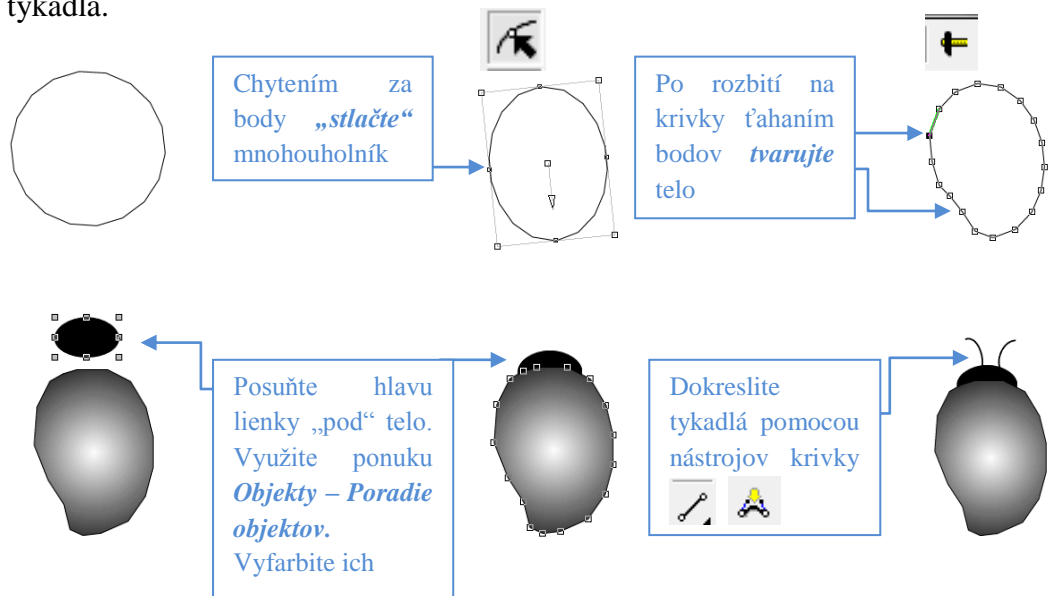 tykadlá.
Chytením za
body „stlačte“
mnohouholník
Po rozbití na
krivky ťahaním
bodov tvarujte
telo
Posuňte hlavu
lienky „pod“ telo.
Využite ponuku
Objekty – Poradie
objektov.
Vyfarbite ich
Dokreslite
tykadlá pomocou
nástrojov krivky